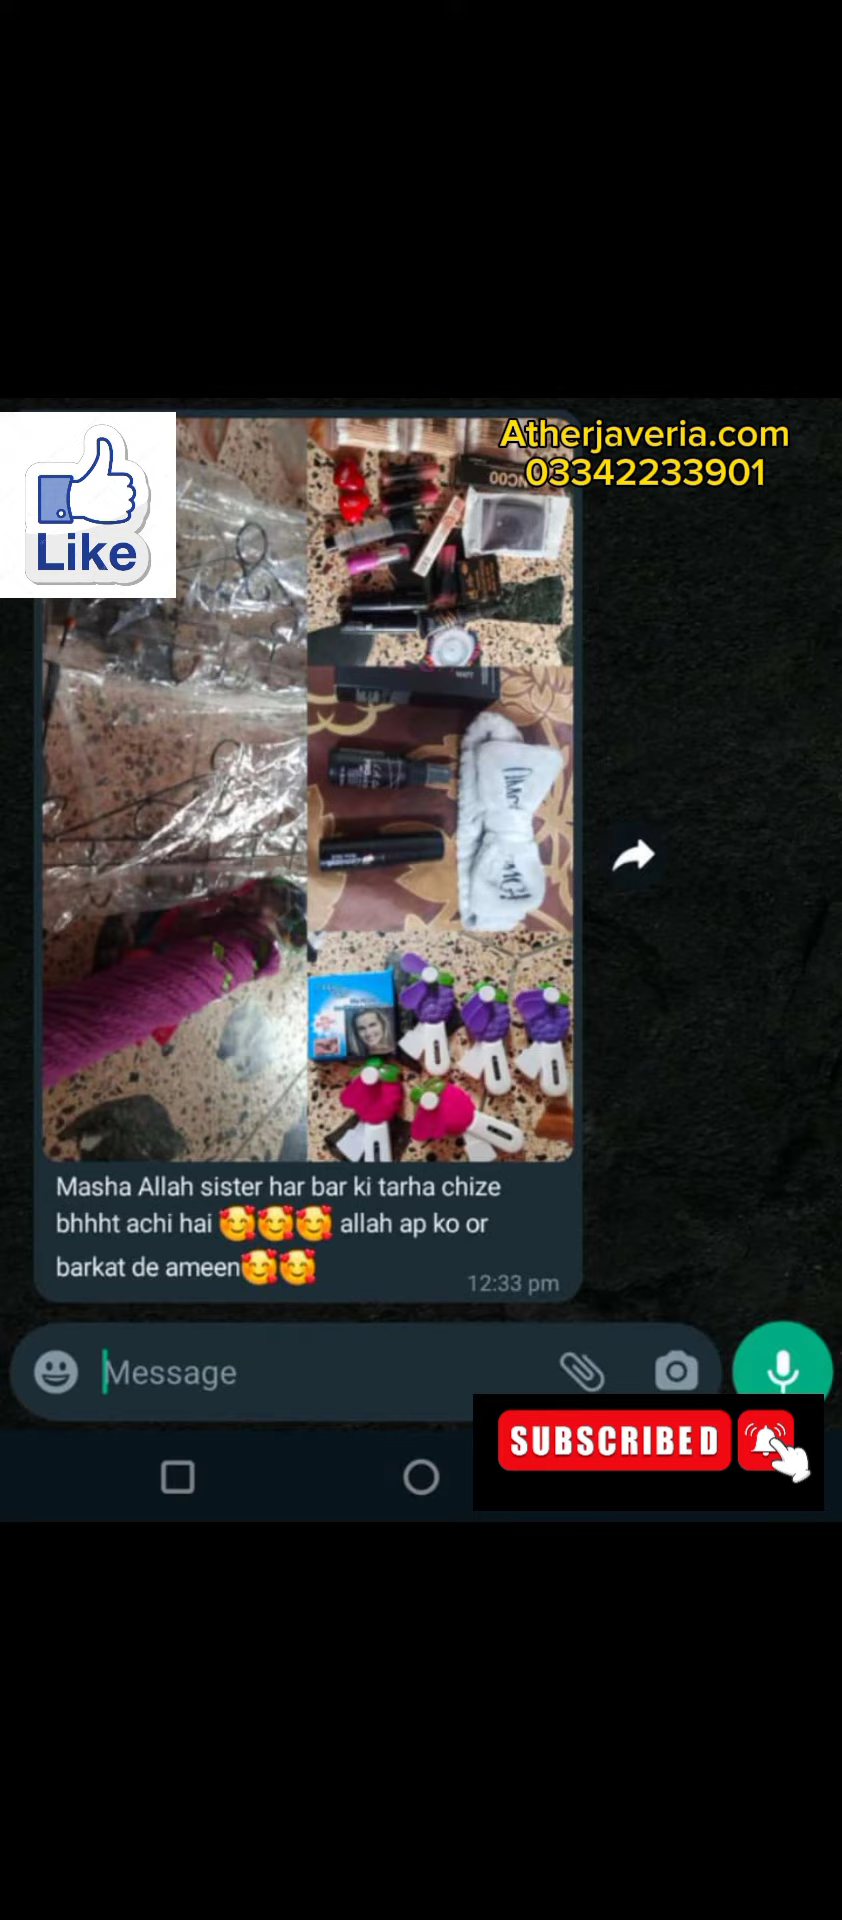 Atherjaveria.com
03342233901
Like
OMG!
Masha Allah sister har bar ki tarha chize
bhhht achi hai 🥰🥰🥰 allah ap ko or
barkat de ameen🥰🥰
12:33 pm
Message
SUBSCRIBED